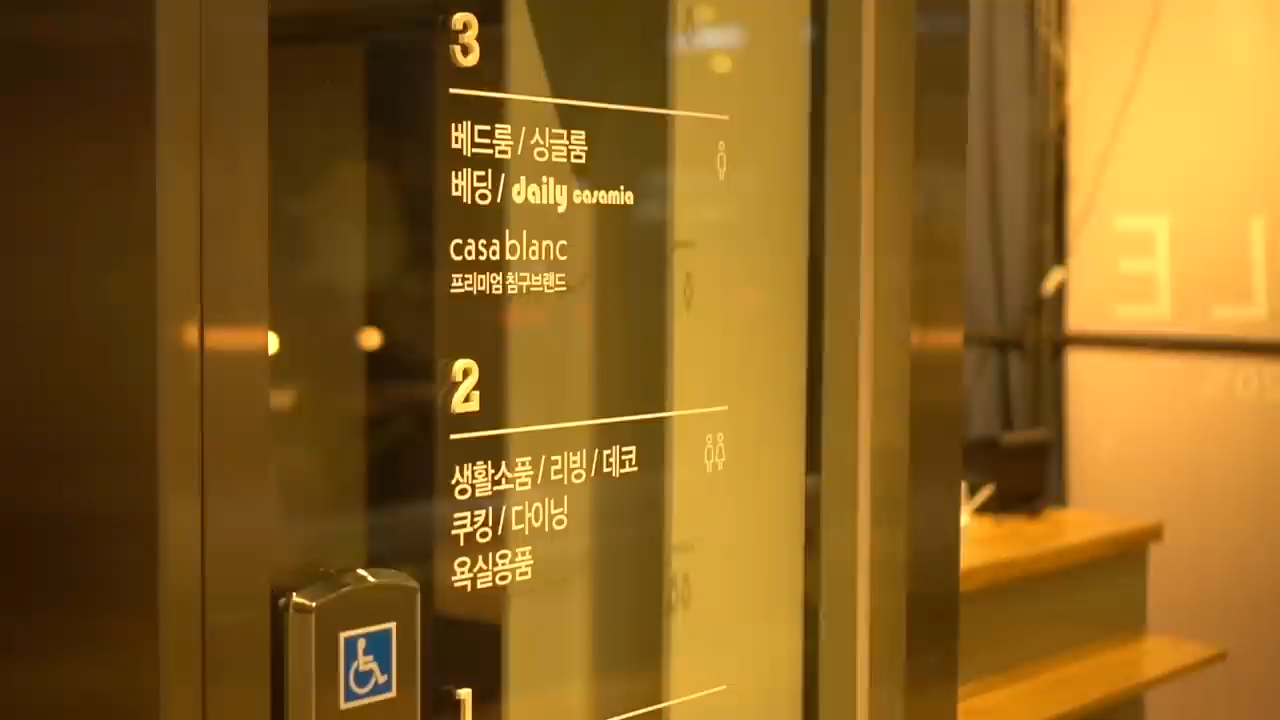 3
베드룸 / 싱글룸
베딩 / daily casamia
casa blanc
프리미엄 침구브랜드
2
생활소품 / 리빙 / 데코
쿠킹 / 다이닝
욕실용품
1
LE